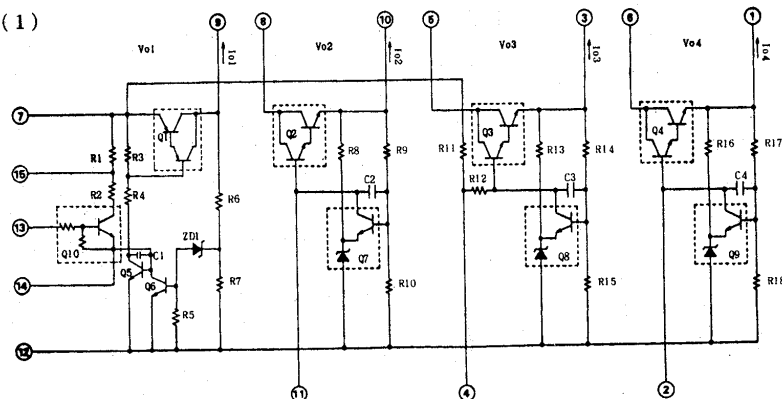 (1)
9 8 10 5 3 6 1
Vo1 Io1 Vo2 Io2 Vo3 Io3 Vo4 Io4
7 Q1 Q2 Q3 Q4
R1 R3 R8 R9 R11 R13 R14 R16 R17
15
R2 R4 R6 C2 R12 C3 C4
13
Q10 C1 ZD1
Q5 Q6 R7 Q7 Q8 Q9
14 R5 R10 R15 R18
12
11 4 2